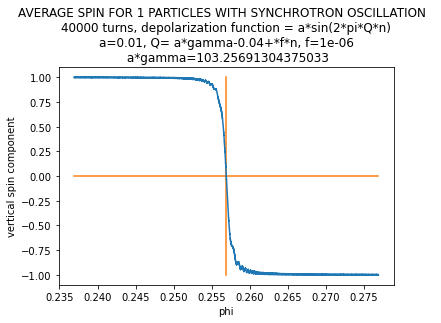 AVERAGE SPIN FOR 1 PARTICLES WITH SYNCHROTRON OSCILLATION
40000 turns, depolarization function = a*sin(2*pi*Q*n)
a=0.01, Q= a*gamma-0.04+*f*n, f=1e-06
a*gamma=103.25691304375033
1.00
0.75
0.50
0.25
0.00
-0.25
-0.50
-0.75
-1.00
vertical spin component
0.235 0.240 0.245 0.250 0.255 0.260 0.265 0.270 0.275
phi